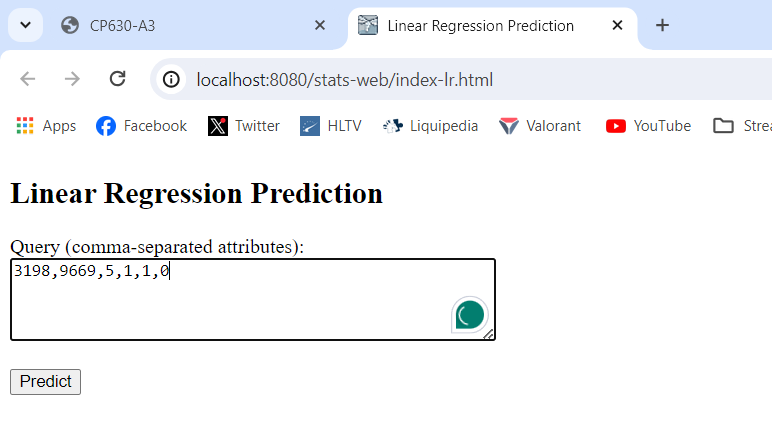 CP630-A3
Linear Regression Prediction
localhost:8080/stats-web/index-lr.html
Apps Facebook Twitter HLTV Liquipedia Valorant YouTube Strea
Linear Regression Prediction
Query (comma-separated attributes):
3198,9669,5,1,1,0
Predict